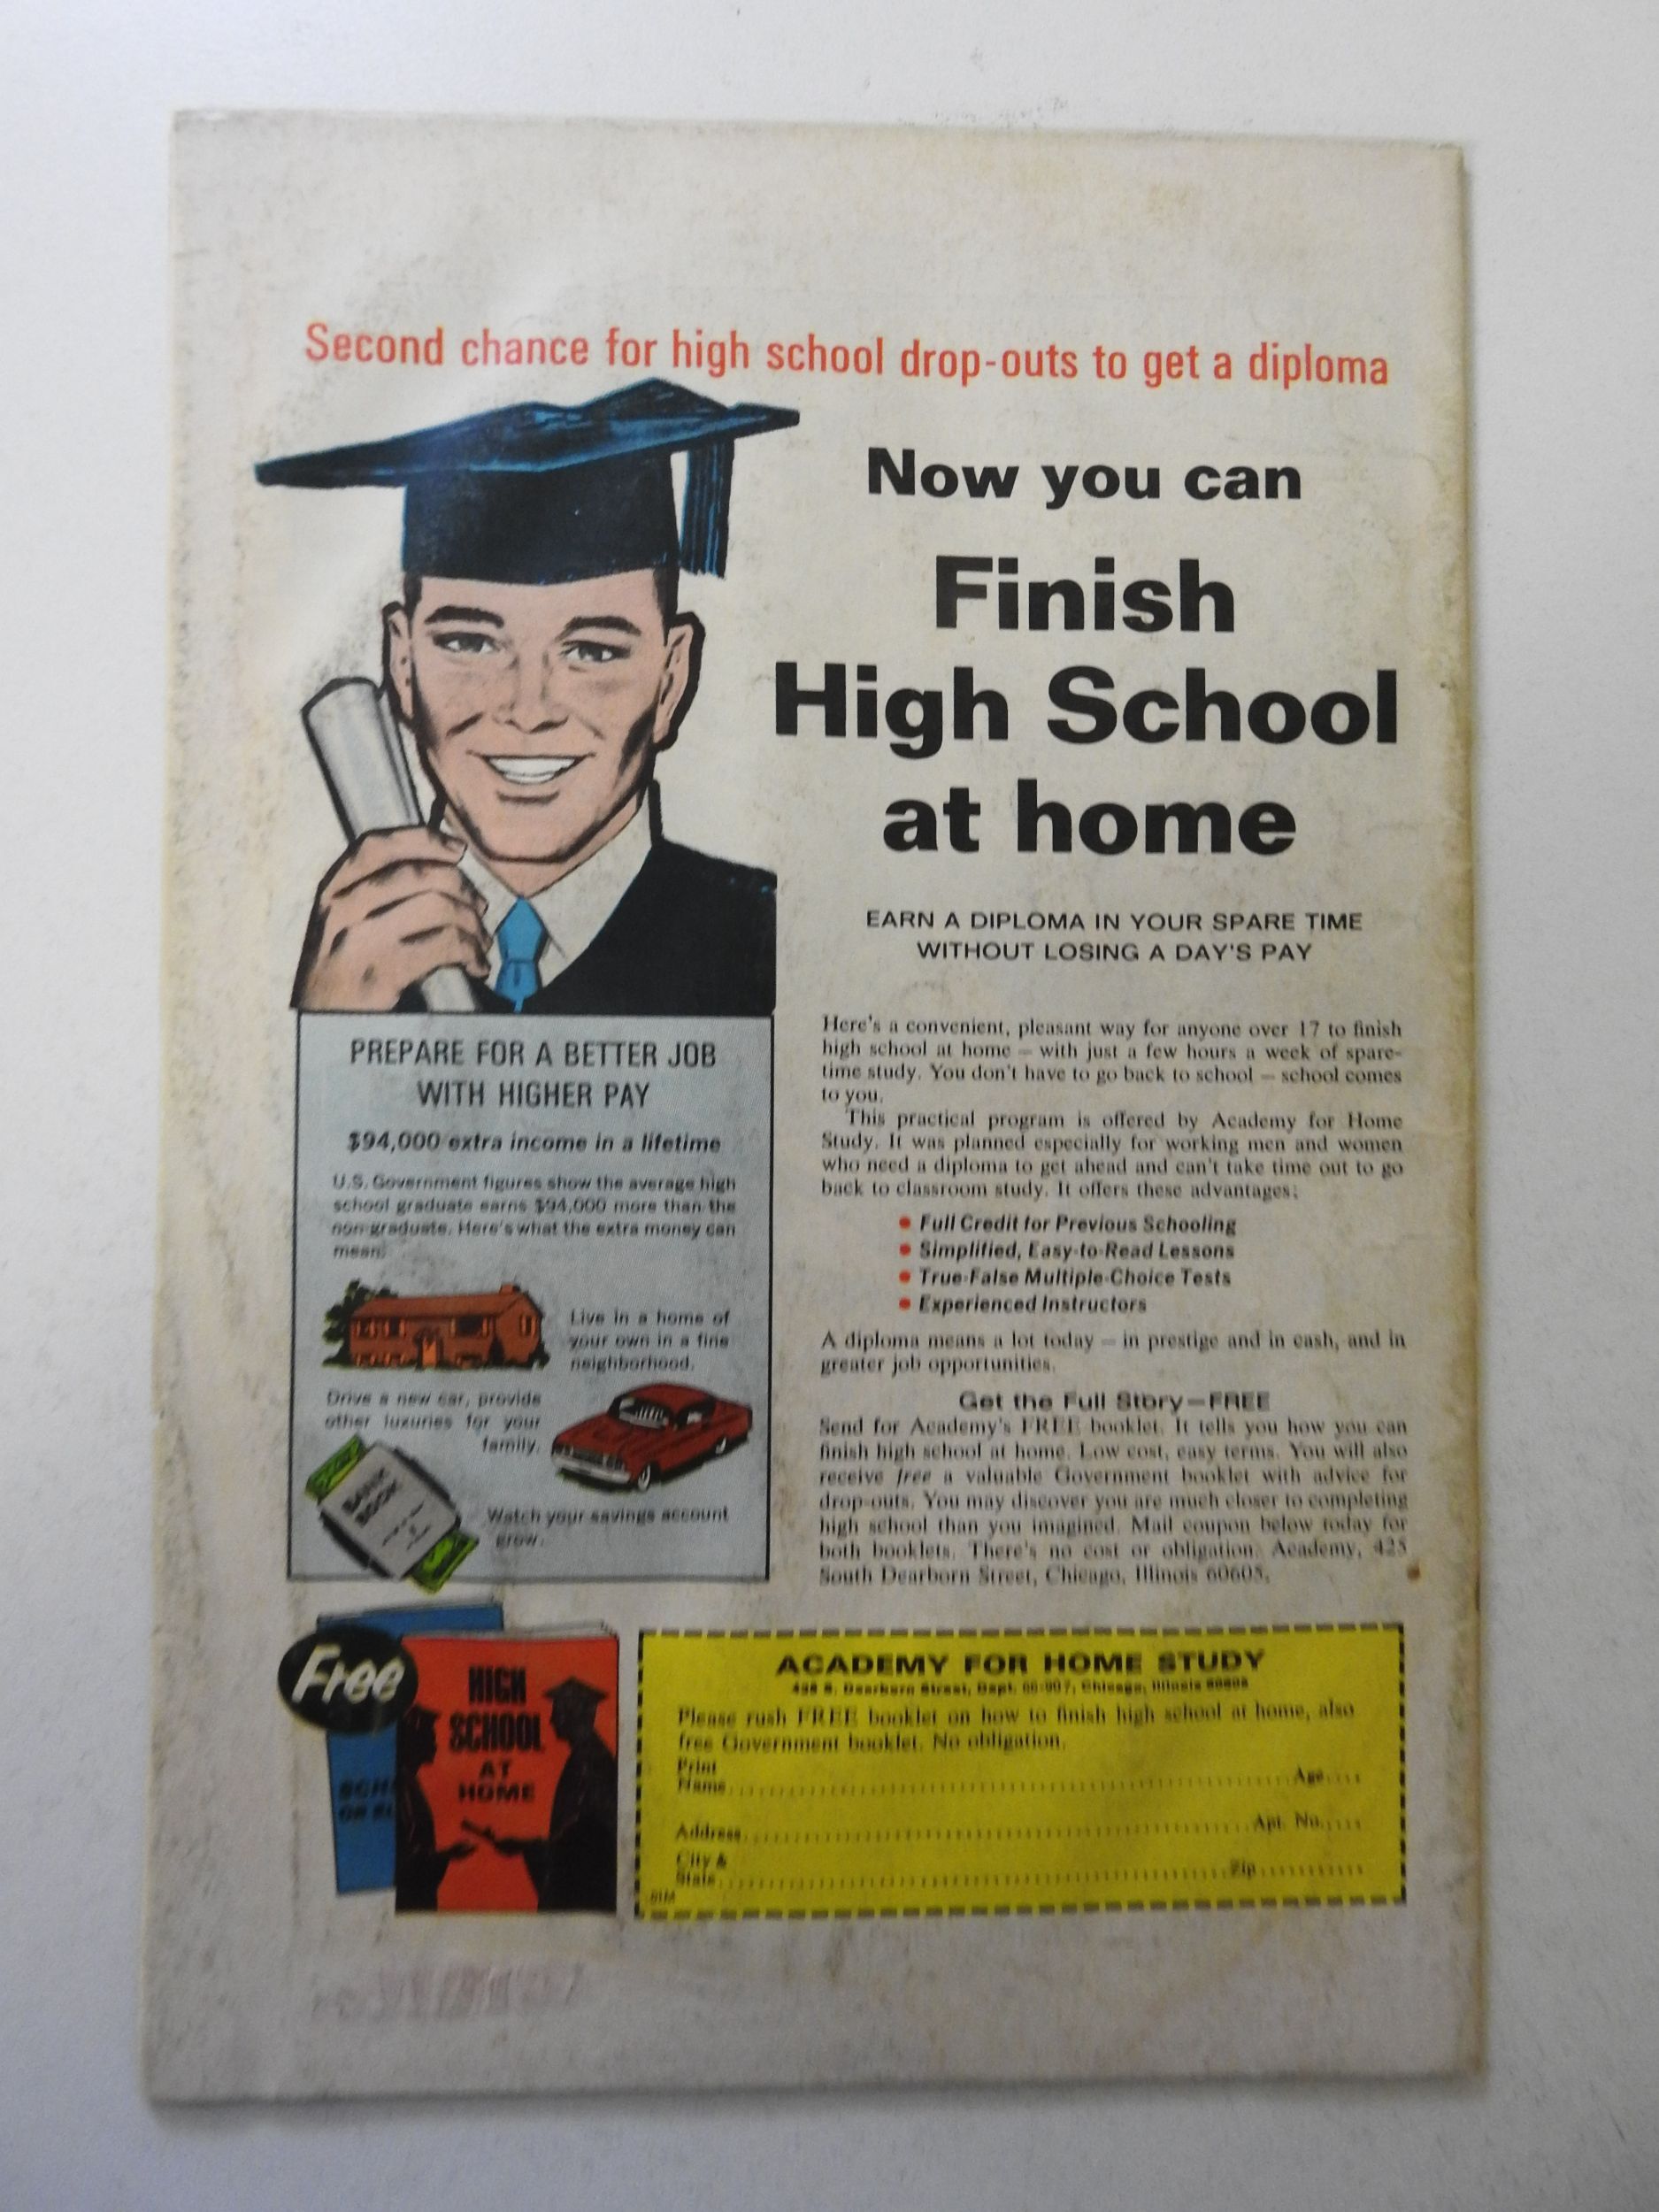 Second chance for high school drop-outs to get a diploma
Now you can
Finish
High School
at home
EARN A DIPLOMA IN YOUR SPARE TIME
WITHOUT LOSING A DAY'S PAY
PREPARE FOR A BETTER JOB
WITH HIGHER PAY
$94,000 extra income in a lifetime
U.S. Government figures show the average high
school graduate earns $94,000 more than the
non-graduate. Here's what the extra money can
mean:
Live in a home of
your own in a fine
neighborhood.
Drive a new car, provide
other luxuries for your
family.
BANK
BOOK
Watch your savings account
grow.
Here's a convenient, pleasant way for anyone over 17 to finish
high school at home — with just a few hours a week of spare-
time study. You don't have to go back to school — school comes
to you.
This practical program is offered by Academy for Home
Study. It was planned especially for working men and women
who need a diploma to get ahead and can't take time out to go
back to classroom study. It offers these advantages:
• Full Credit for Previous Schooling
• Simplified, Easy-to-Read Lessons
• True-False Multiple-Choice Tests
• Experienced Instructors
A diploma means a lot today — in prestige and in cash, and in
greater job opportunities.
Get the Full Story—FREE
Send for Academy's FREE booklet. It tells you how you can
finish high school at home. Low cost, easy terms. You will also
receive free a valuable Government booklet with advice for
drop-outs. You may discover you are much closer to completing
high school than you imagined. Mail coupon below today for
both booklets. There's no cost or obligation. Academy, 425
South Dearborn Street, Chicago, Illinois 60605.
Free
HIGH
SCHOOL
AT
HOME
SCH
OR EL
ACADEMY FOR HOME STUDY
S. Dearborn Street, Dept. Chicago, Illinois
Please rush FREE booklet on how to finish high school at home, also
free Government booklet. No obligation.
Print
Name Age
Address Apt. No.
City &
State Zip